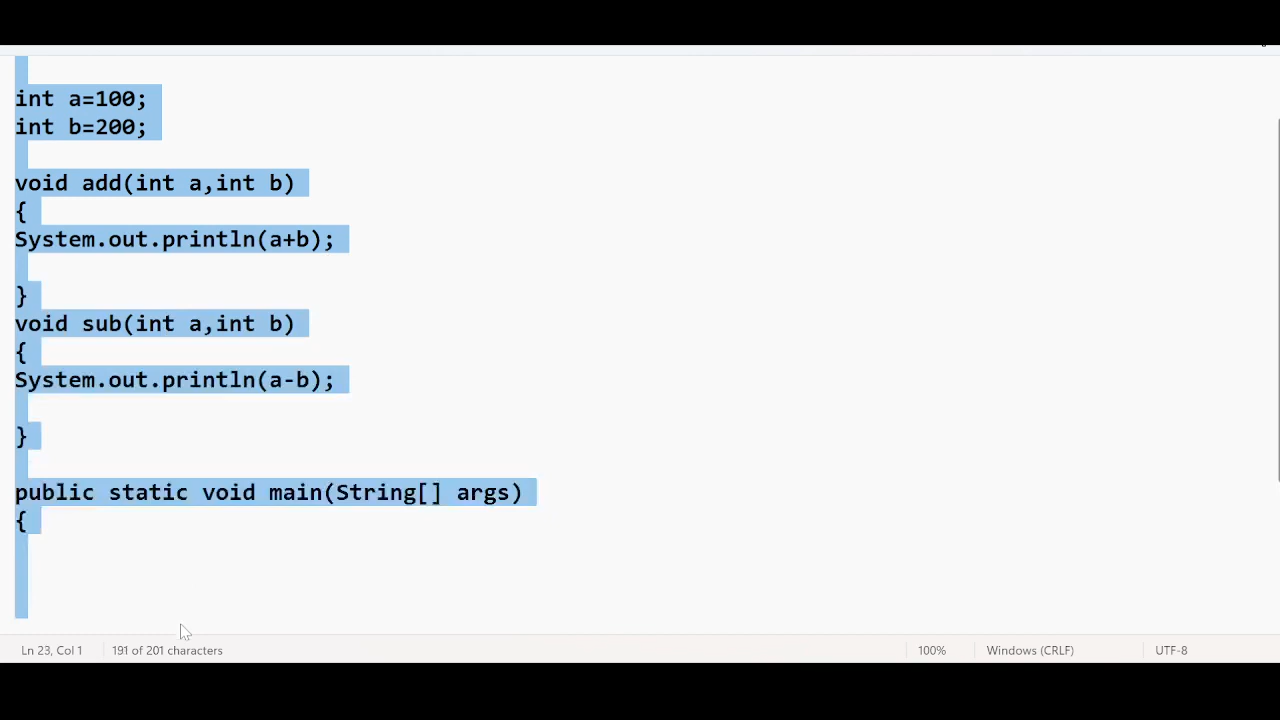 int a=100;
int b=200;
void add(int a,int b)
{
System.out.println(a+b);
}
void sub(int a,int b)
{
System.out.println(a-b);
}
public static void main(String[] args)
{
Ln 23, Col 1 191 of 201 characters 100% Windows (CRLF) UTF-8